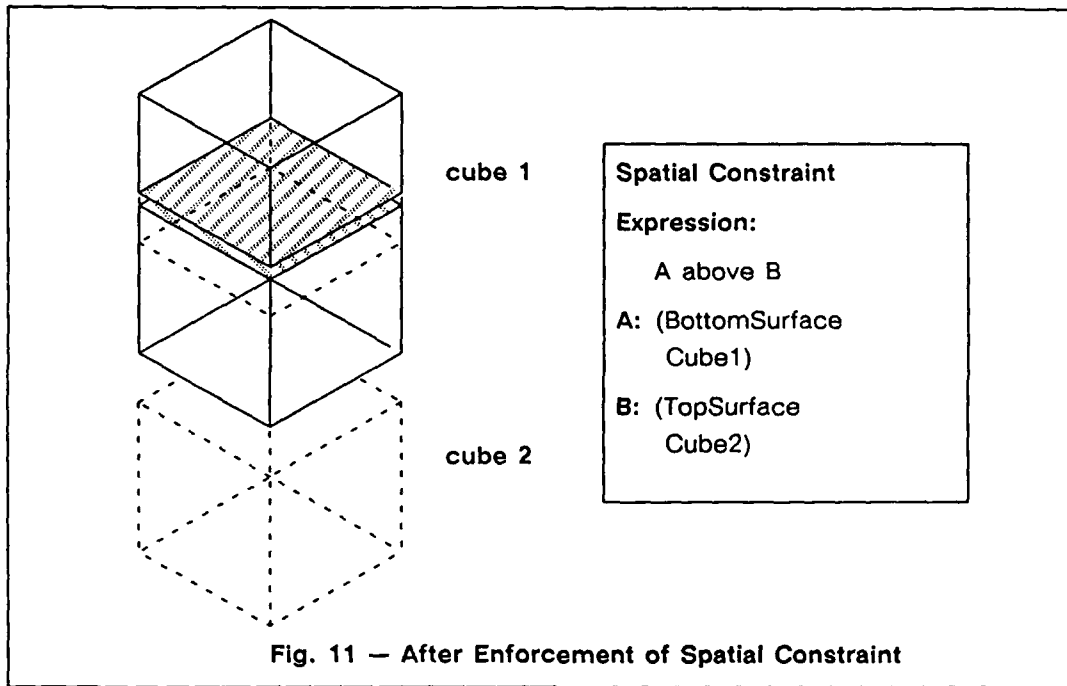 cube 1
cube 2
Spatial Constraint
Expression:
A above B
A: (BottomSurface
Cube1)
B: (TopSurface
Cube2)
Fig. 11 — After Enforcement of Spatial Constraint